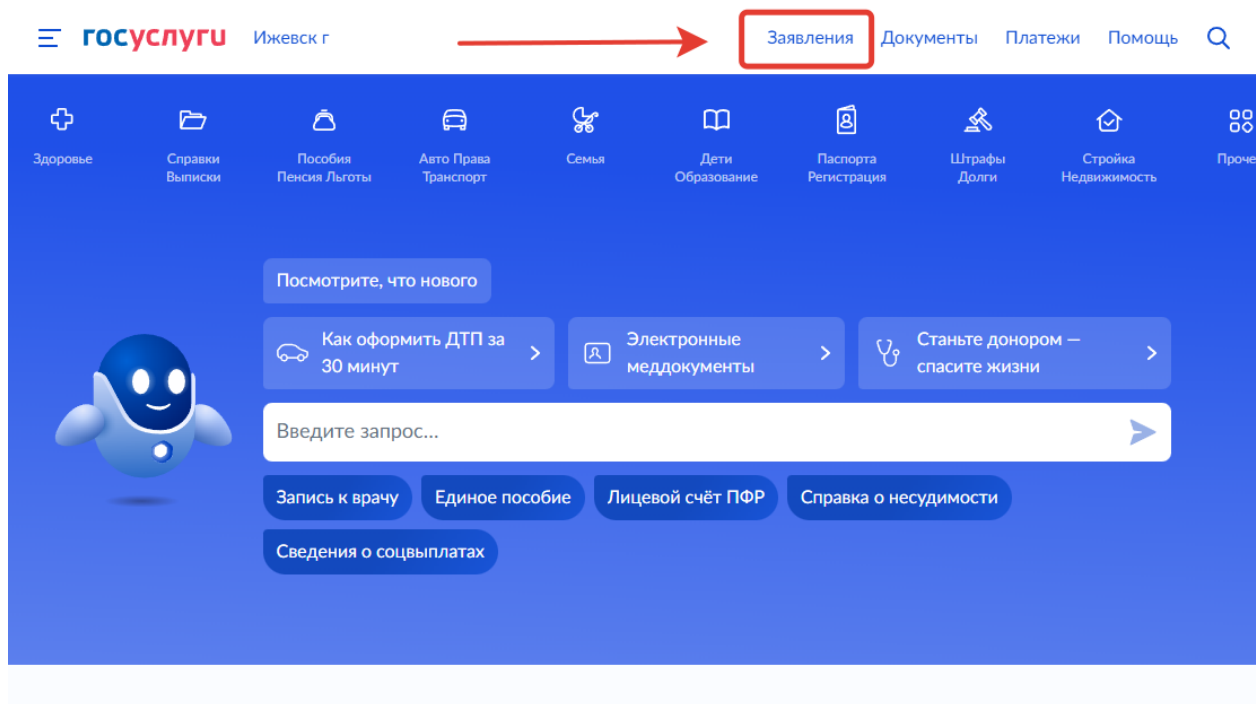 госуслуги Ижевск г Заявления Документы Платежи Помощь
Здоровье
Справки
Выписки
Пособия
Пенсия Льготы
Авто Права
Транспорт
Семья
Дети
Образование
Паспорта
Регистрация
Штрафы
Долги
Стройка
Недвижимость
Проче
Посмотрите, что нового
Как оформить ДТП за
30 минут
Электронные
меддокументы
Станьте донором —
спасите жизни
Введите запрос...
Запись к врачу
Единое пособие
Лицевой счёт ПФР
Справка о несудимости
Сведения о соцвыплатах